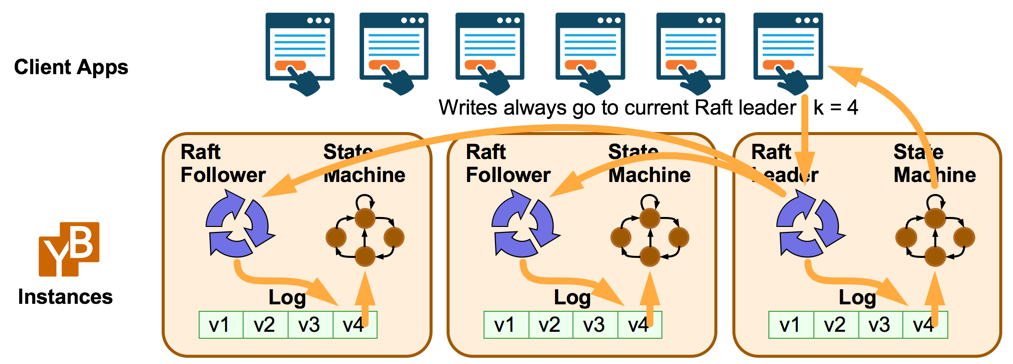 Client Apps
Writes always go to current Raft leader
k = 4
Raft
Follower
State
Machine
Log
v1 v2 v3 v4
Raft
Follower
State
Machine
Log
v1 v2 v3 v4
Raft
Leader
State
Machine
Log
v1 v2 v3 v4
YB
Instances